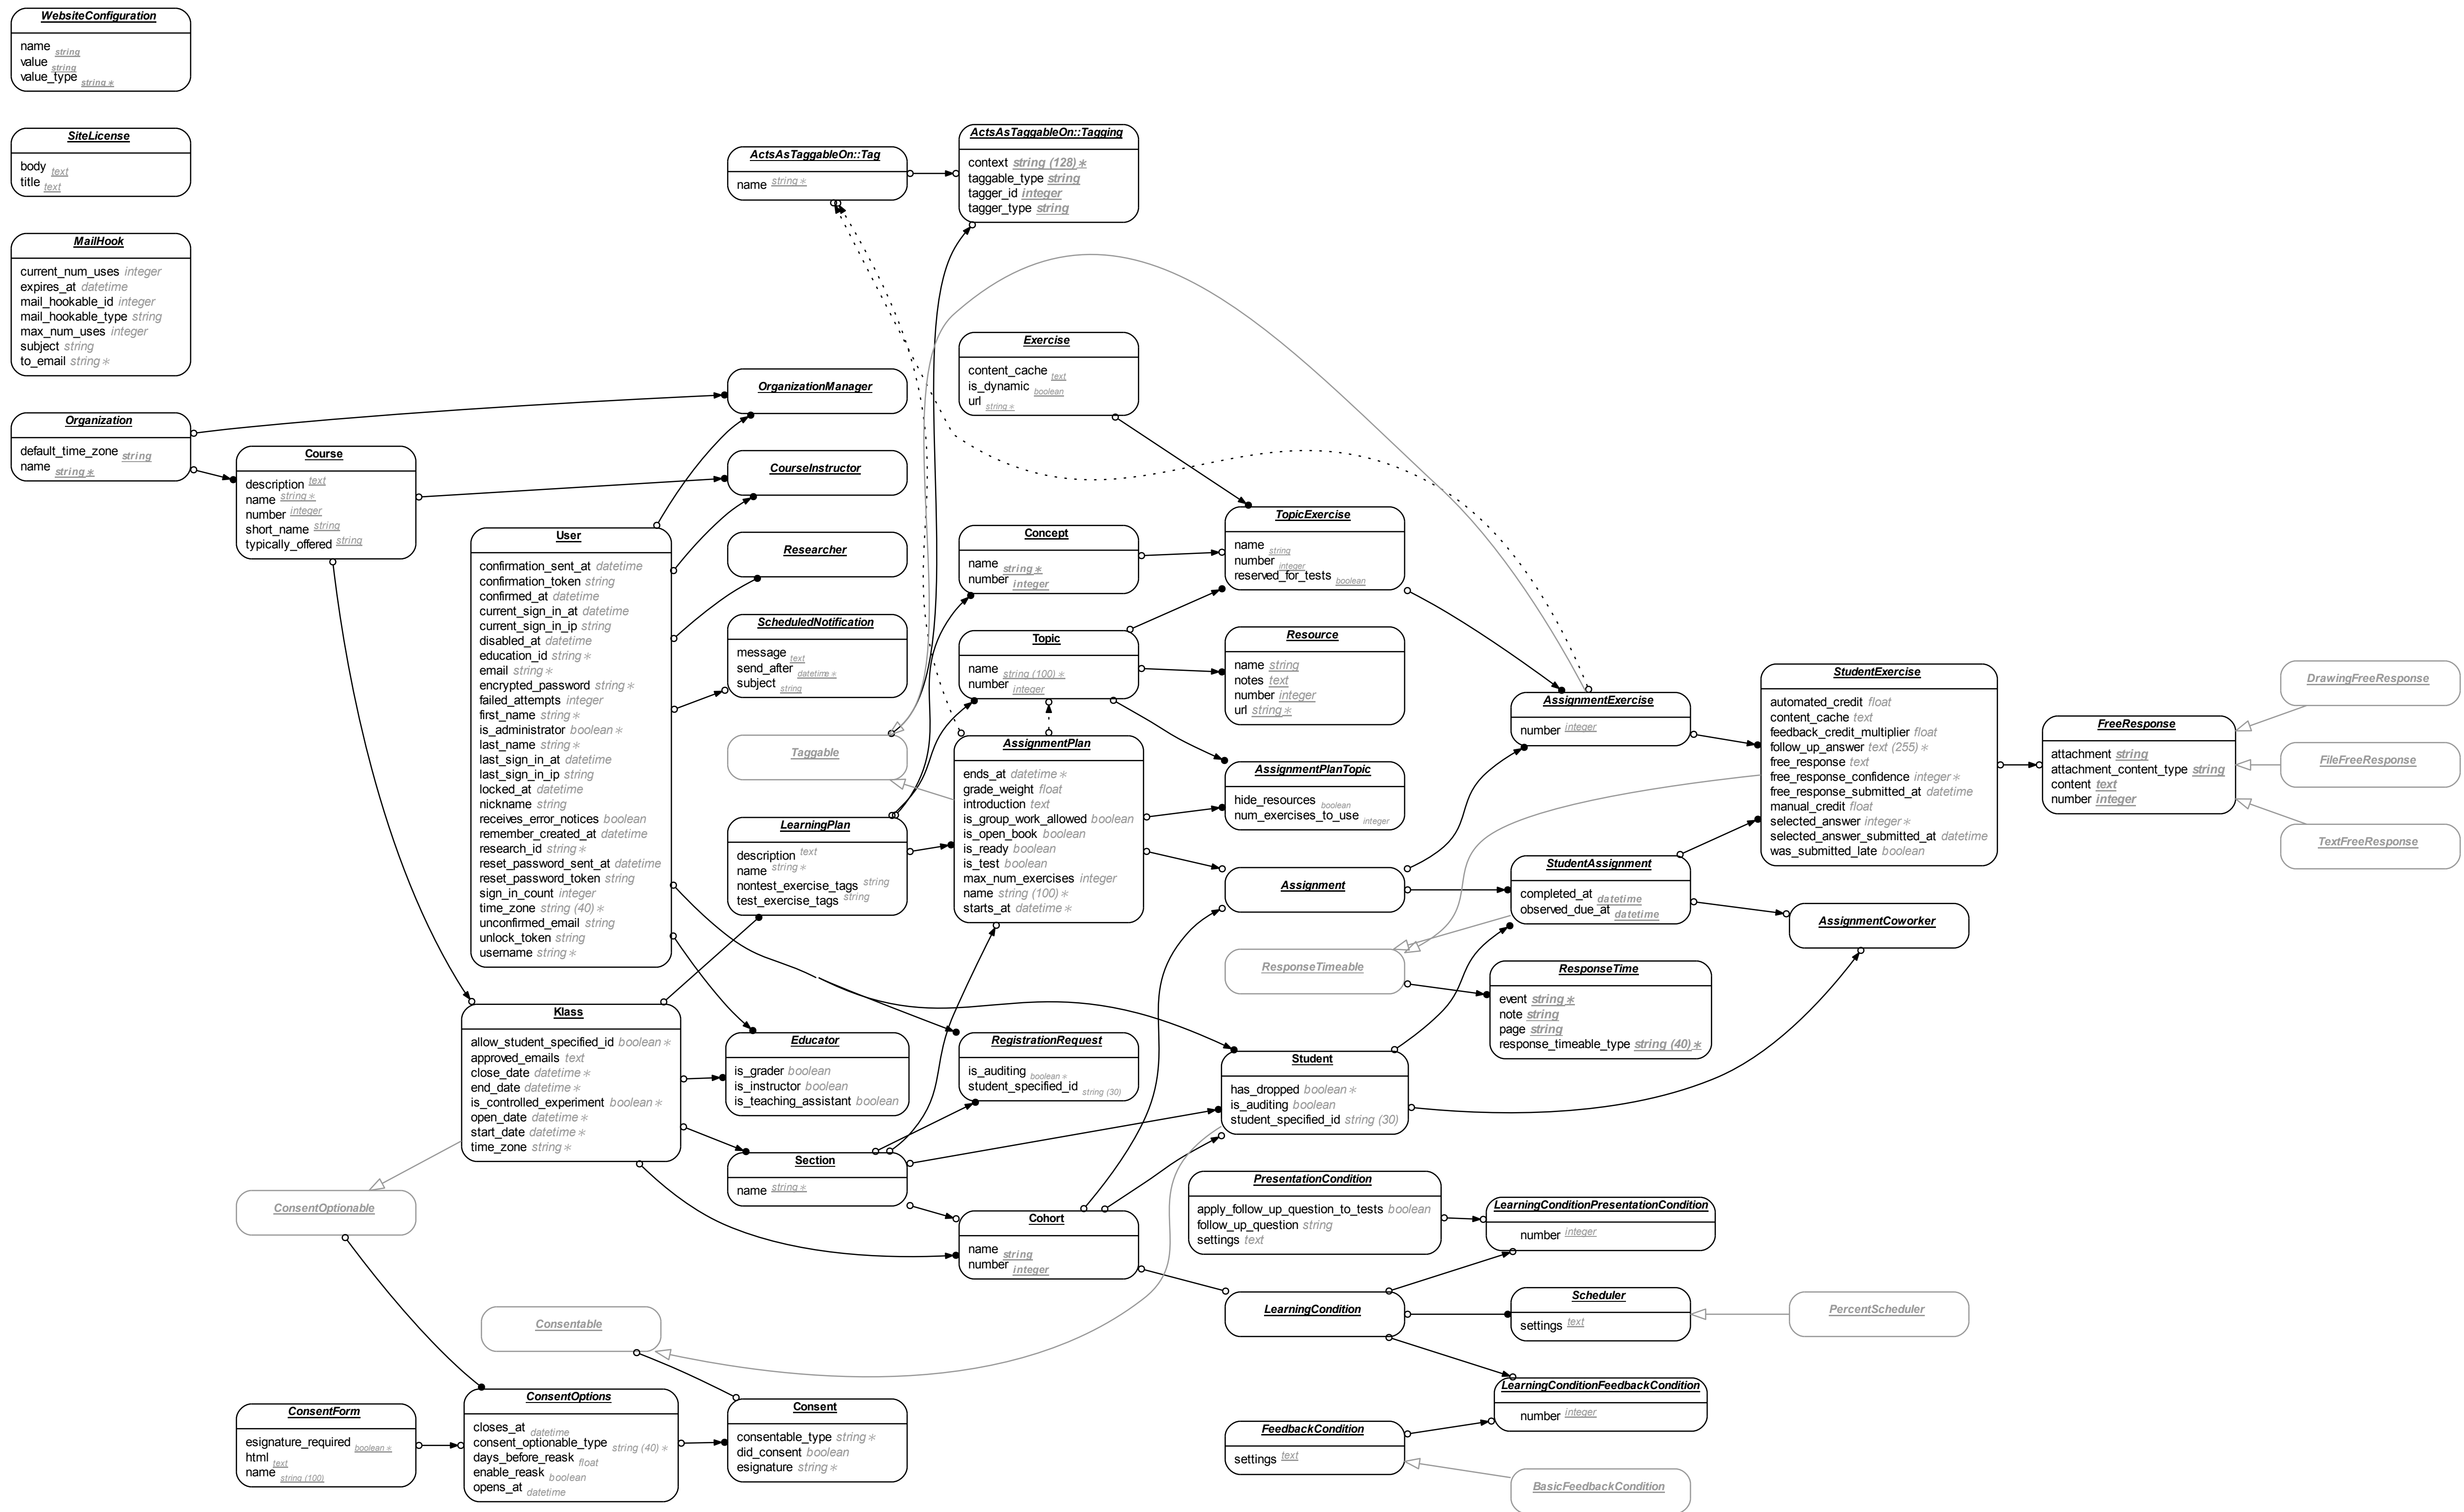 WebsiteConfiguration
name string
value string
value_type string ∗
SiteLicense
body text
title text
MailHook
current_num_uses integer
expires_at datetime
mail_hookable_id integer
mail_hookable_type string
max_num_uses integer
subject string
to_email string ∗
Organization
default_time_zone string
name string ∗
Course
description text
name string ∗
number integer
short_name string
typically_offered string
User
confirmation_sent_at datetime
confirmation_token string
confirmed_at datetime
current_sign_in_at datetime
current_sign_in_ip string
disabled_at datetime
education_id string ∗
email string ∗
encrypted_password string ∗
failed_attempts integer
first_name string ∗
is_administrator boolean ∗
last_name string ∗
last_sign_in_at datetime
last_sign_in_ip string
locked_at datetime
nickname string
receives_error_notices boolean
remember_created_at datetime
research_id string ∗
reset_password_sent_at datetime
reset_password_token string
sign_in_count integer
time_zone string (40) ∗
unconfirmed_email string
unlock_token string
username string ∗
Klass
allow_student_specified_id boolean ∗
approved_emails text
close_date datetime ∗
end_date datetime ∗
is_controlled_experiment boolean ∗
open_date datetime ∗
start_date datetime ∗
time_zone string ∗
ConsentOptionable
Consentable
ConsentForm
esignature_required boolean ∗
html text
name string (100)
ConsentOptions
closes_at datetime
consent_optionable_type string (40) ∗
days_before_reask float
enable_reask boolean
opens_at datetime
Consent
consentable_type string ∗
did_consent boolean
esignature string ∗
ActsAsTaggableOn::Tag
name string ∗
ActsAsTaggableOn::Tagging
context string (128) ∗
taggable_type string
tagger_id integer
tagger_type string
OrganizationManager
CourseInstructor
Researcher
ScheduledNotification
message text
send_after datetime ∗
subject string
Taggable
LearningPlan
description text
name string ∗
nontest_exercise_tags string
test_exercise_tags string
Educator
is_grader boolean
is_instructor boolean
is_teaching_assistant boolean
Section
name string ∗
Exercise
content_cache text
is_dynamic boolean
url string ∗
Concept
name string ∗
number integer
Topic
name string (100) ∗
number integer
AssignmentPlan
ends_at datetime ∗
grade_weight float
introduction text
is_group_work_allowed boolean
is_open_book boolean
is_ready boolean
is_test boolean
max_num_exercises integer
name string (100) ∗
starts_at datetime ∗
RegistrationRequest
is_auditing boolean ∗
student_specified_id string (30)
Cohort
name string
number integer
TopicExercise
name string
number integer
reserved_for_tests boolean
Resource
name string
notes text
number integer
url string ∗
AssignmentPlanTopic
hide_resources boolean
num_exercises_to_use integer
Assignment
ResponseTimeable
Student
has_dropped boolean ∗
is_auditing boolean
student_specified_id string (30)
PresentationCondition
apply_follow_up_question_to_tests boolean
follow_up_question string
settings text
LearningCondition
FeedbackCondition
settings text
AssignmentExercise
number integer
StudentAssignment
completed_at datetime
observed_due_at datetime
ResponseTime
event string ∗
note string
page string
response_timeable_type string (40) ∗
LearningConditionPresentationCondition
number integer
Scheduler
settings text
LearningConditionFeedbackCondition
number integer
BasicFeedbackCondition
StudentExercise
automated_credit float
content_cache text
feedback_credit_multiplier float
follow_up_answer text (255) ∗
free_response text
free_response_confidence integer ∗
free_response_submitted_at datetime
manual_credit float
selected_answer integer ∗
selected_answer_submitted_at datetime
was_submitted_late boolean
AssignmentCoworker
PercentScheduler
FreeResponse
attachment string
attachment_content_type string
content text
number integer
DrawingFreeResponse
FileFreeResponse
TextFreeResponse